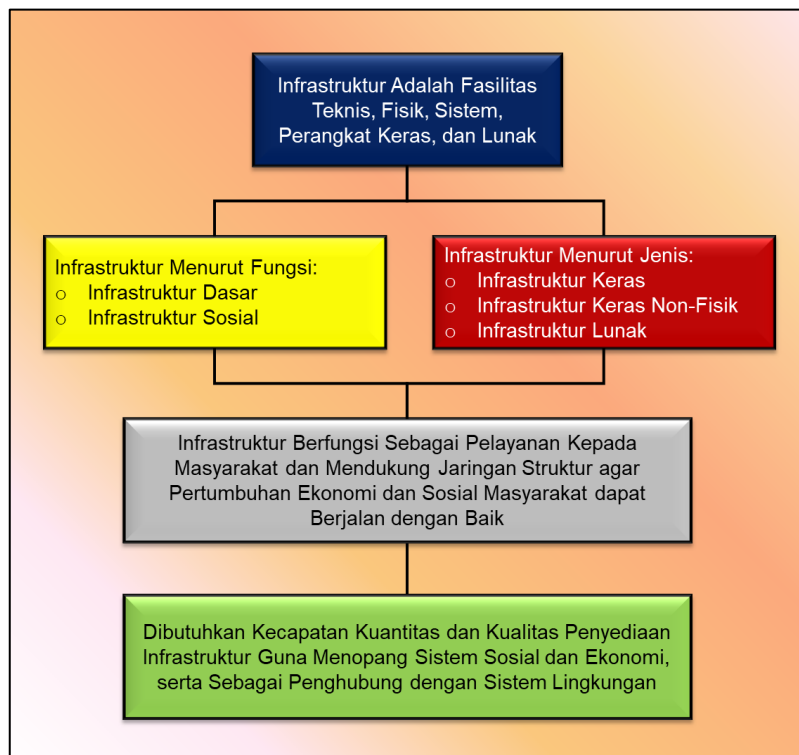 Infrastruktur Adalah Fasilitas
Teknis, Fisik, Sistem,
Perangkat Keras, dan Lunak
Infrastruktur Menurut Fungsi:
o Infrastruktur Dasar
o Infrastruktur Sosial
Infrastruktur Menurut Jenis:
o Infrastruktur Keras
o Infrastruktur Keras Non-Fisik
o Infrastruktur Lunak
Infrastruktur Berfungsi Sebagai Pelayanan Kepada
Masyarakat dan Mendukung Jaringan Struktur agar
Pertumbuhan Ekonomi dan Sosial Masyarakat dapat
Berjalan dengan Baik
Dibutuhkan Kecapatan Kuantitas dan Kualitas Penyediaan
Infrastruktur Guna Menopang Sistem Sosial dan Ekonomi,
serta Sebagai Penghubung dengan Sistem Lingkungan